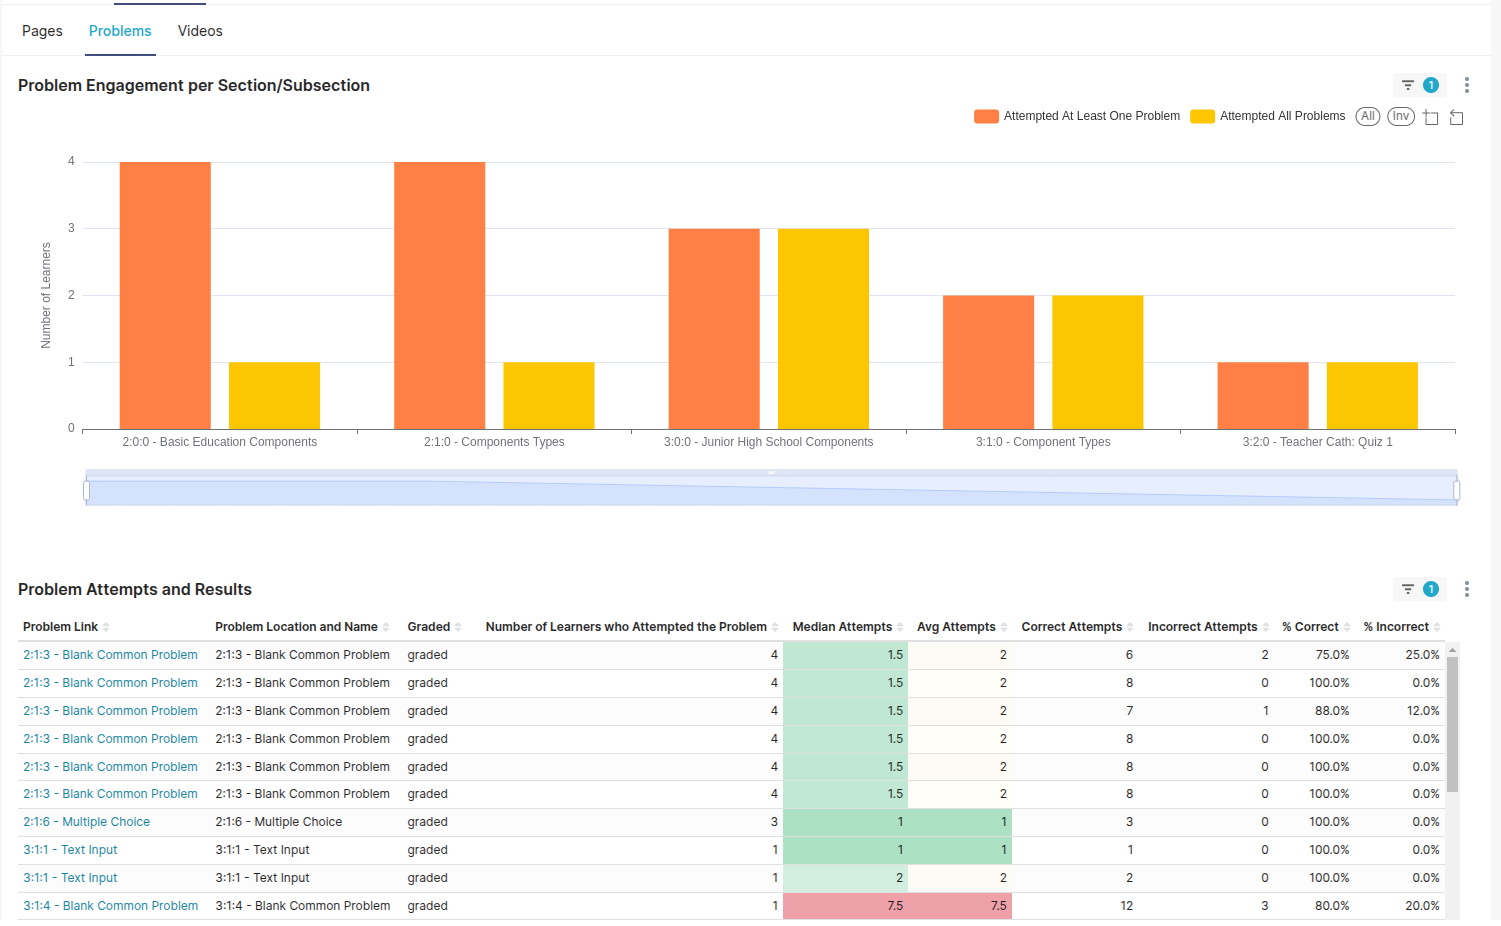 Pages Problems Videos
Problem Engagement per Section/Subsection 1
Attempted At Least One Problem Attempted All Problems All Inv
4
3
2
1
0
Number of Learners
2:0:0 - Basic Education Components 2:1:0 - Components Types 3:0:0 - Junior High School Components 3:1:0 - Component Types 3:2:0 - Teacher Cath: Quiz 1
Problem Attempts and Results 1
Problem Link Problem Location and Name Graded Number of Learners who Attempted the Problem Median Attempts Avg Attempts Correct Attempts Incorrect Attempts % Correct % Incorrect
2:1:3 - Blank Common Problem 2:1:3 - Blank Common Problem graded 4 1.5 2 6 2 75.0% 25.0%
2:1:3 - Blank Common Problem 2:1:3 - Blank Common Problem graded 4 1.5 2 8 0 100.0% 0.0%
2:1:3 - Blank Common Problem 2:1:3 - Blank Common Problem graded 4 1.5 2 7 1 88.0% 12.0%
2:1:3 - Blank Common Problem 2:1:3 - Blank Common Problem graded 4 1.5 2 8 0 100.0% 0.0%
2:1:3 - Blank Common Problem 2:1:3 - Blank Common Problem graded 4 1.5 2 8 0 100.0% 0.0%
2:1:3 - Blank Common Problem 2:1:3 - Blank Common Problem graded 4 1.5 2 8 0 100.0% 0.0%
2:1:6 - Multiple Choice 2:1:6 - Multiple Choice graded 3 1 1 3 0 100.0% 0.0%
3:1:1 - Text Input 3:1:1 - Text Input graded 1 1 1 1 0 100.0% 0.0%
3:1:1 - Text Input 3:1:1 - Text Input graded 1 2 2 2 0 100.0% 0.0%
3:1:4 - Blank Common Problem 3:1:4 - Blank Common Problem graded 1 7.5 7.5 12 3 80.0% 20.0%